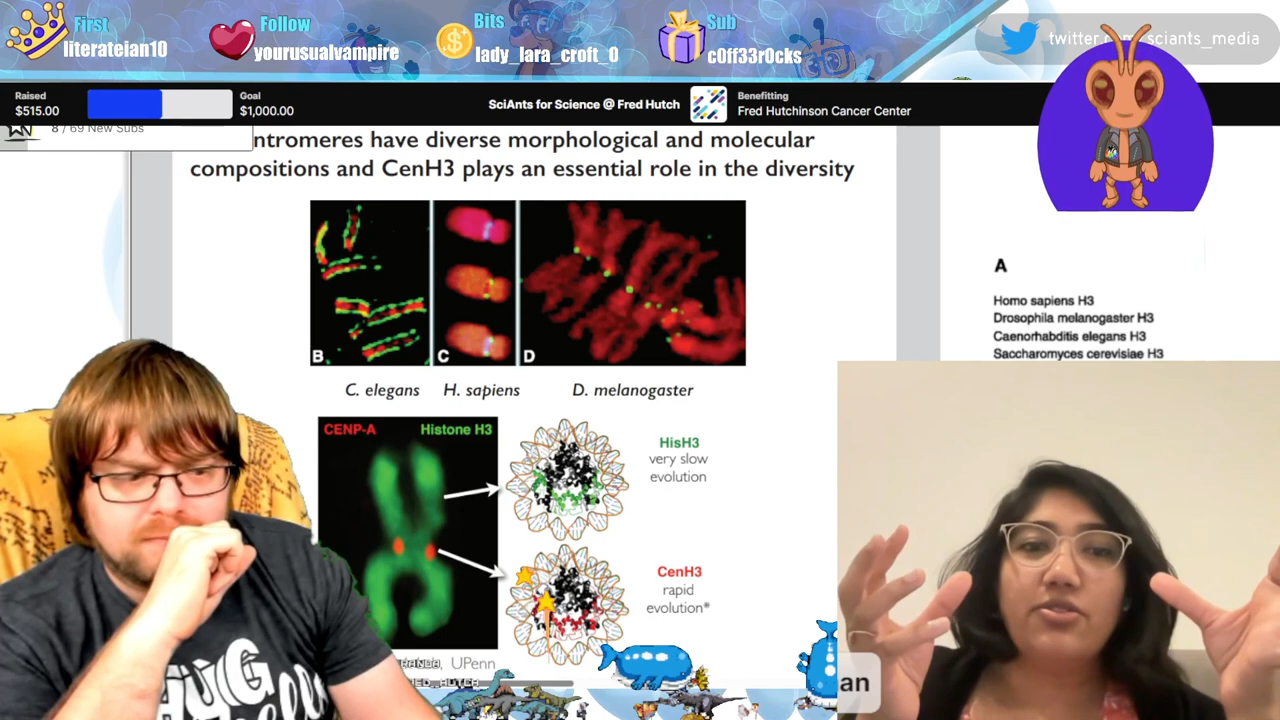 First
literateian10
Follow
yourusualvampire
Bits
lady_lara_croft_0
Sub
c0ff33r0cks
sciants_media
Raised
$515.00
Goal
$1,000.00
SciAnts for Science @ Fred Hutch
Benefitting
Fred Hutchinson Cancer Center
8 / 69 New Subs
ntromeres have diverse morphological and molecular
compositions and CenH3 plays an essential role in the diversity
B
C
D
C. elegans
H. sapiens
D. melanogaster
A
Homo sapiens H3
Drosophila melanogaster H3
Caenorhabditis elegans H3
Saccharomyces cerevisiae H3
CENP-A
Histone H3
HisH3
very slow
evolution
CenH3
rapid
evolution*
UPenn
an